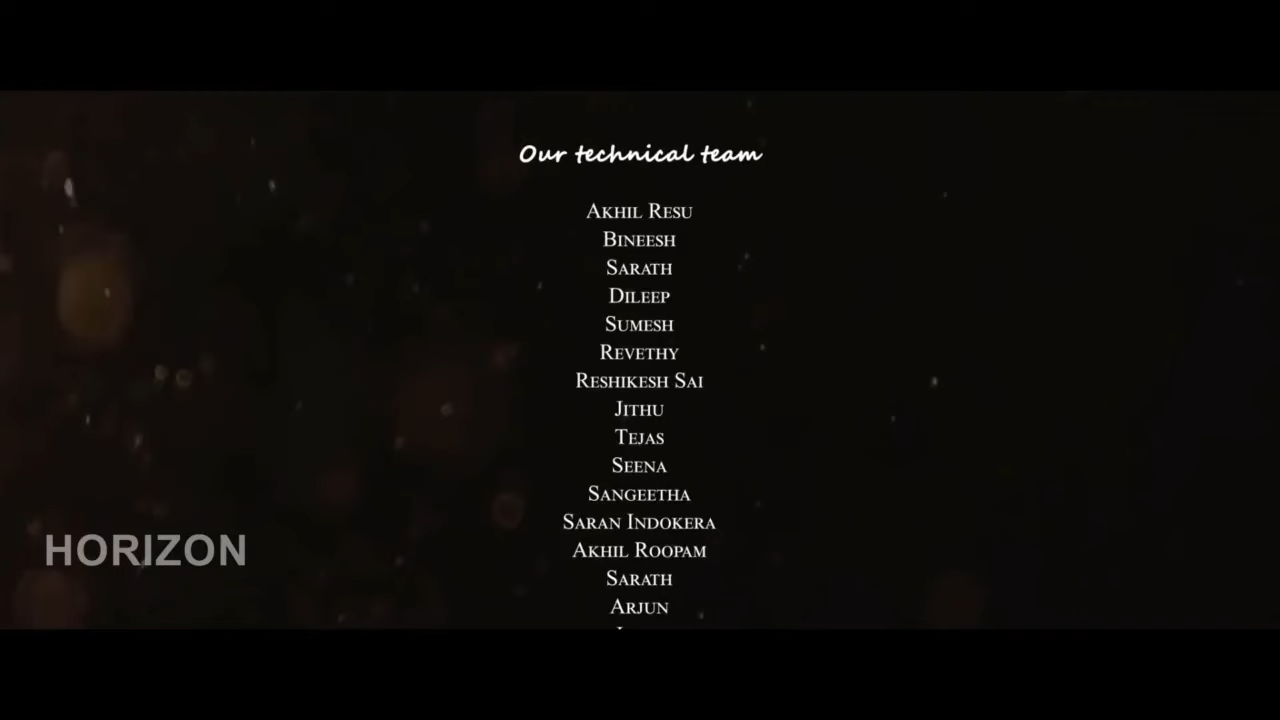 Our technical team
Akhil Resu
Bineesh
Sarath
Dileep
Sumesh
Revethy
Reshikesh Sai
Jithu
Tejas
Seena
Sangeetha
Saran Indokera
Akhil Roopam
Sarath
Arjun
HORIZON